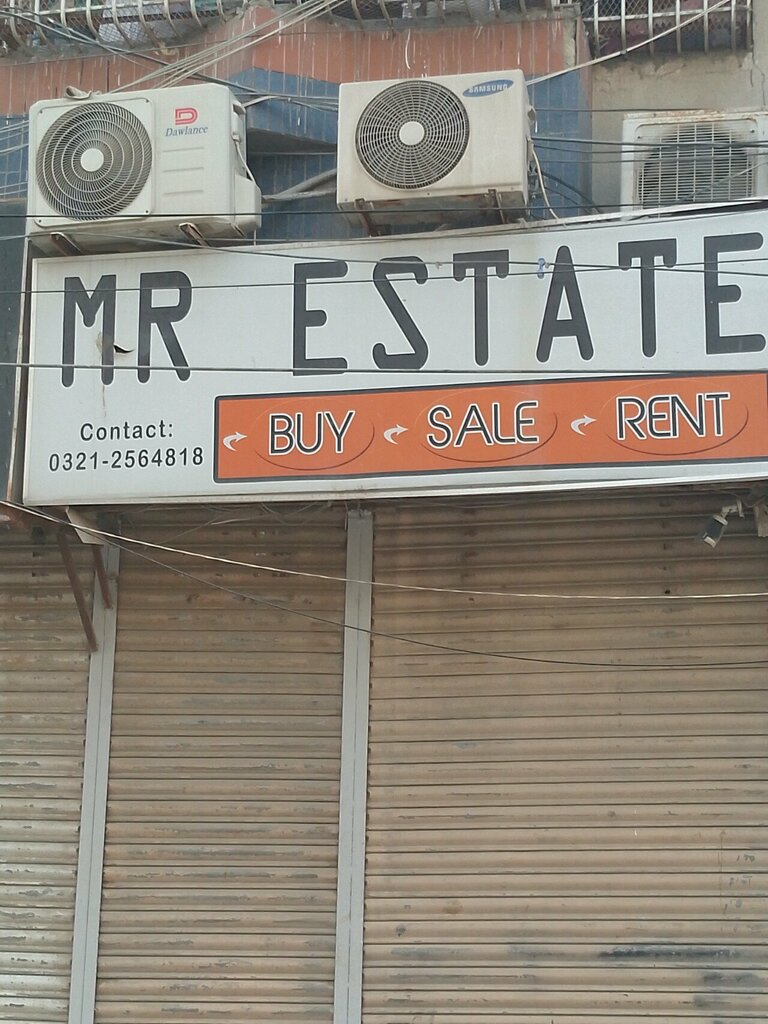 Dawlance
SAMSUNG
MR ESTATE
Contact:
0321-2564818
BUY SALE RENT